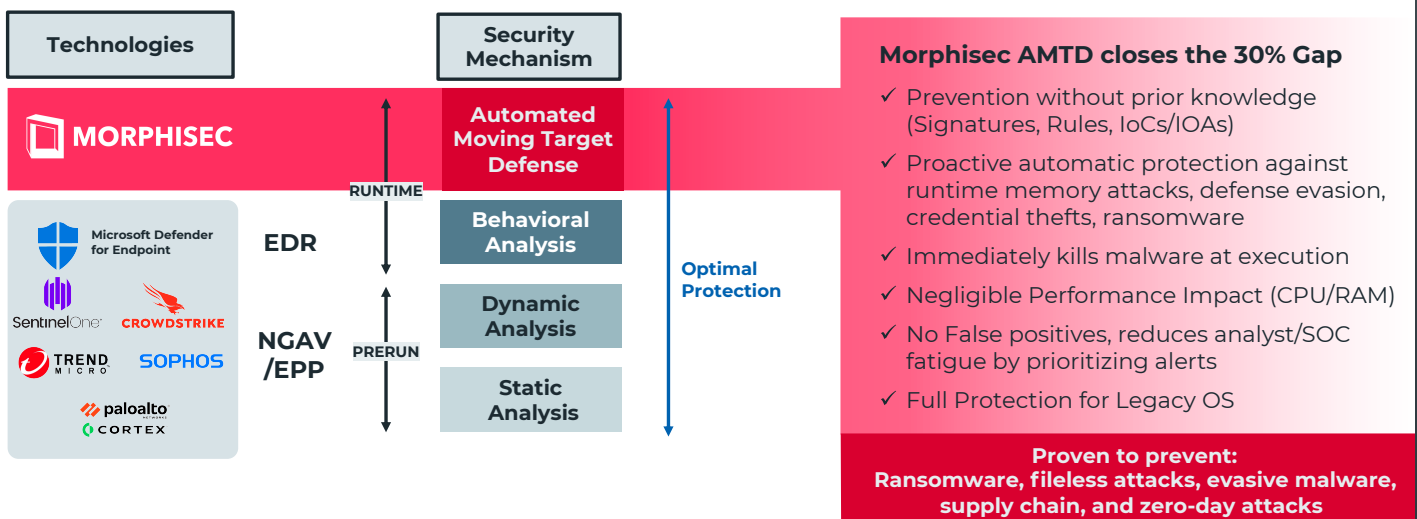 Technologies
Security
Mechanism
MORPHISEC
Automated
Moving Target
Defense
RUNTIME
Microsoft Defender
for Endpoint
SentinelOne
CROWDSTRIKE
TREND
MICRO
SOPHOS
paloalto
NETWORKS
CORTEX
EDR
Behavioral
Analysis
NGAV
/EPP
PRERUN
Dynamic
Analysis
Static
Analysis
Optimal
Protection
Morphisec AMTD closes the 30% Gap
✓ Prevention without prior knowledge
(Signatures, Rules, IoCs/IOAs)
✓ Proactive automatic protection against
runtime memory attacks, defense evasion,
credential thefts, ransomware
✓ Immediately kills malware at execution
✓ Negligible Performance Impact (CPU/RAM)
✓ No False positives, reduces analyst/SOC
fatigue by prioritizing alerts
✓ Full Protection for Legacy OS
Proven to prevent:
Ransomware, fileless attacks, evasive malware,
supply chain, and zero-day attacks